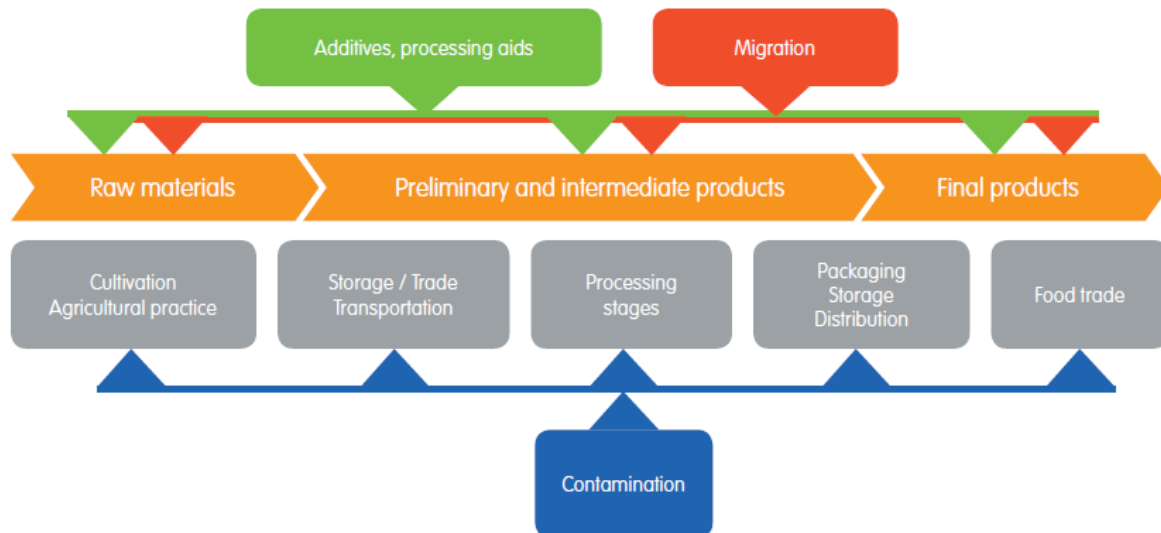 Additives, processing aids
Migration
Raw materials
Preliminary and intermediate products
Final products
Cultivation
Agricultural practice
Storage / Trade
Transportation
Processing
stages
Packaging
Storage
Distribution
Food trade
Contamination